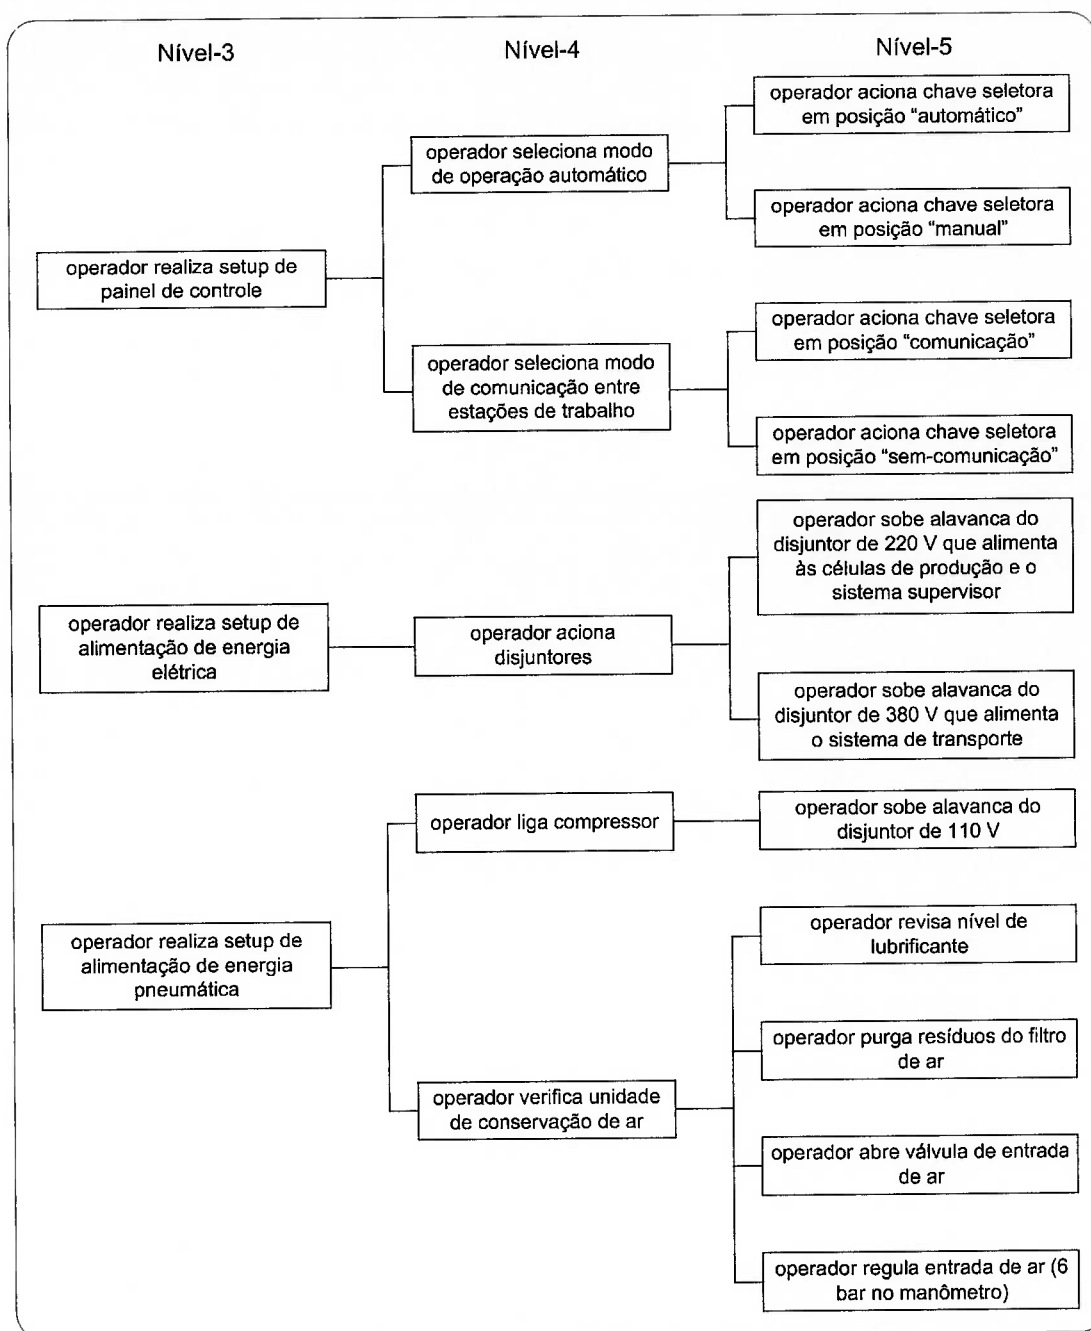 Nível-3
Nível-4
Nível-5
operador aciona chave seletora
em posição “automático”
operador seleciona modo
de operação automático
operador aciona chave seletora
em posição “manual”
operador realiza setup de
painel de controle
operador aciona chave seletora
em posição “comunicação”
operador seleciona modo
de comunicação entre
estações de trabalho
operador aciona chave seletora
em posição “sem-comunicação”
operador sobe alavanca do
disjuntor de 220 V que alimenta
às células de produção e o
sistema supervisor
operador realiza setup de
alimentação de energia
elétrica
operador aciona
disjuntores
operador sobe alavanca do
disjuntor de 380 V que alimenta
o sistema de transporte
operador liga compressor
operador sobe alavanca do
disjuntor de 110 V
operador realiza setup de
alimentação de energia
pneumática
operador revisa nível de
lubrificante
operador purga resíduos do filtro
de ar
operador verifica unidade
de conservação de ar
operador abre válvula de entrada
de ar
operador regula entrada de ar (6
bar no manômetro)